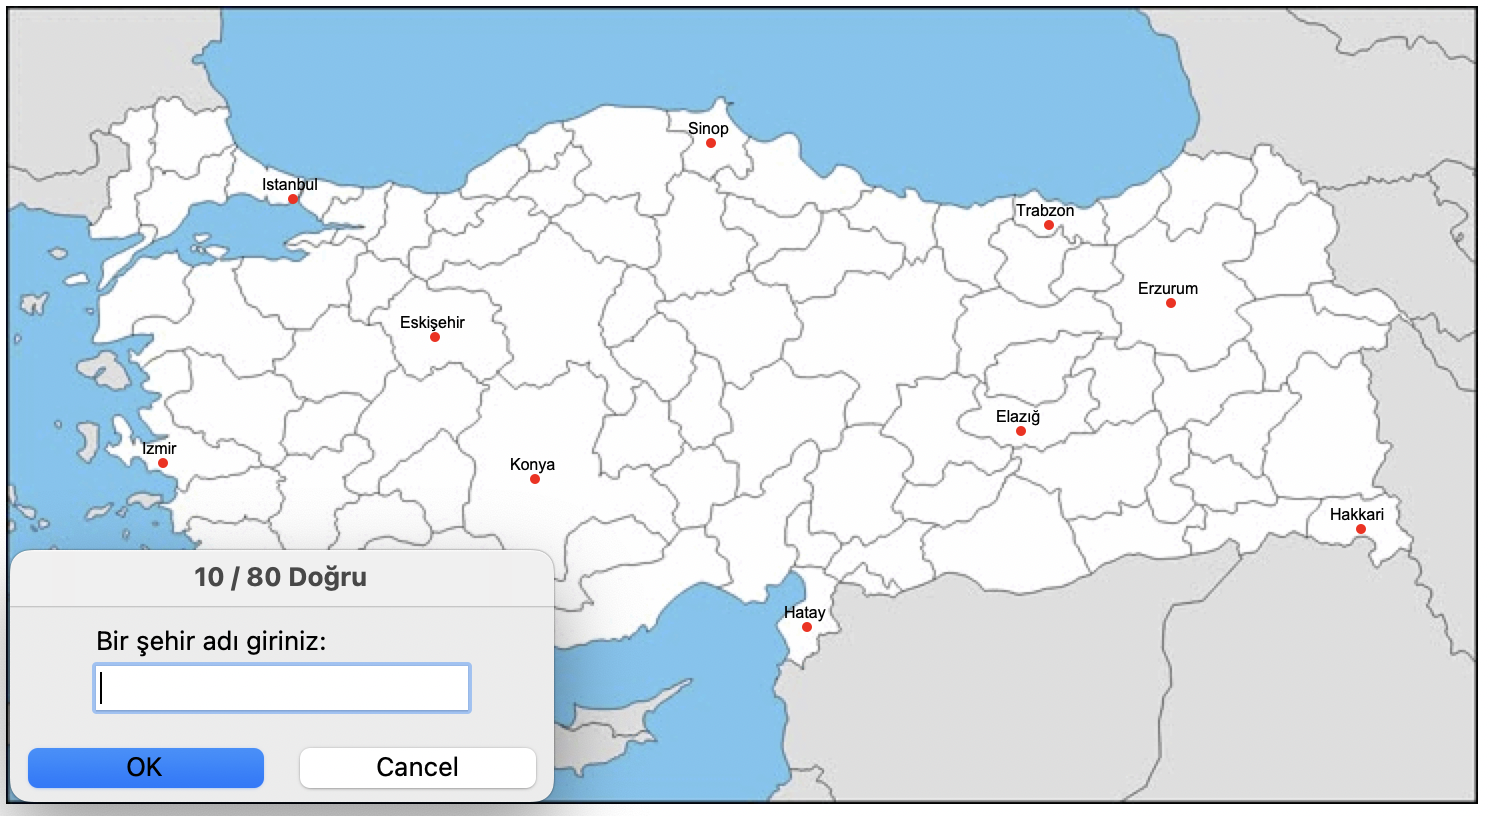 Sinop
Istanbul
Trabzon
Erzurum
Eskişehir
Elazığ
Izmir
Konya
Hakkari
Hatay
10 / 80 Doğru
Bir şehir adı giriniz:
OK
Cancel